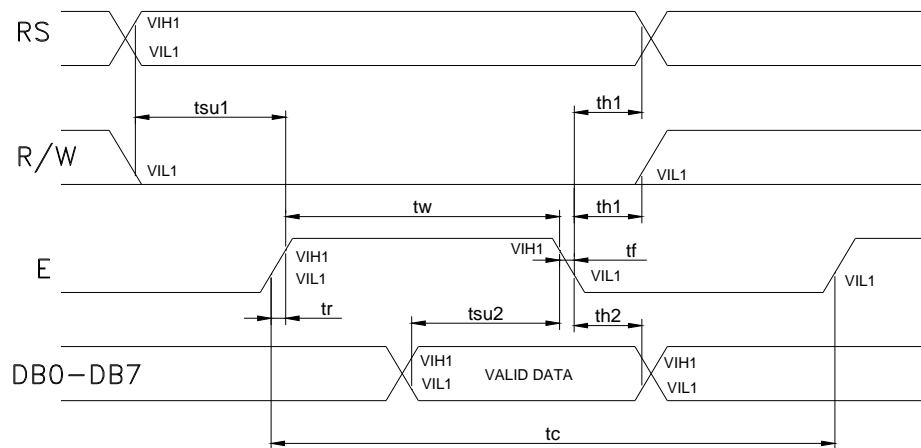 RS
VIH1
VIL1
tsu1
th1
R/W
VIL1
VIL1
tw
th1
E
VIH1
VIL1
VIH1
tf
VIL1
VIL1
tr
tsu2
th2
DB0-DB7
VIH1
VIL1
VALID DATA
VIH1
VIL1
tc